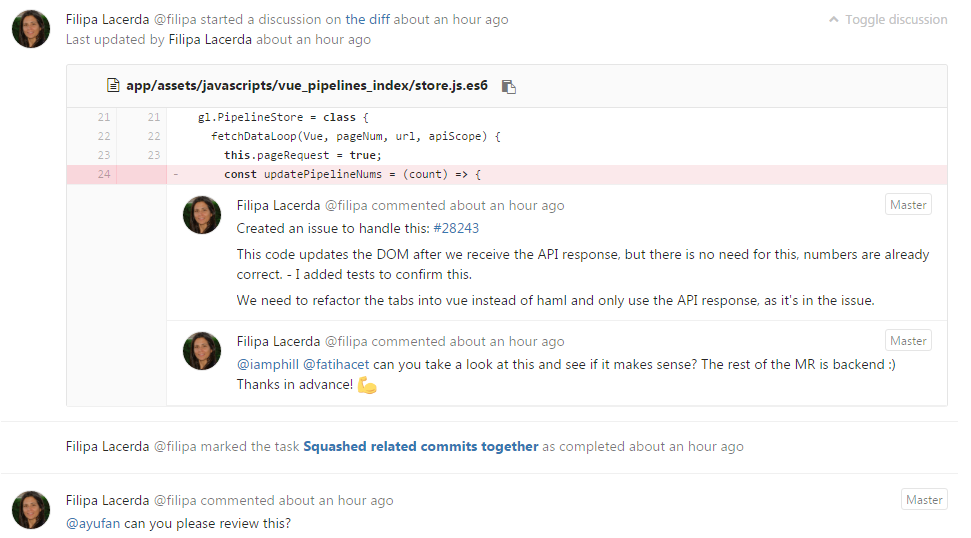 Filipa Lacerda @filipa started a discussion on the diff about an hour ago
Toggle discussion
Last updated by Filipa Lacerda about an hour ago
app/assets/javascripts/vue_pipelines_index/store.js.es6
21 21 gl.PipelineStore = class {
22 22 fetchDataLoop(Vue, pageNum, url, apiScope) {
23 23 this.pageRequest = true;
24 - const updatePipelineNums = (count) => {
Filipa Lacerda @filipa commented about an hour ago
Master
Created an issue to handle this: #28243
This code updates the DOM after we receive the API response, but there is no need for this, numbers are already
correct. - I added tests to confirm this.
We need to refactor the tabs into vue instead of haml and only use the API response, as it's in the issue.
Filipa Lacerda @filipa commented about an hour ago
Master
@iamphill @fatihacet can you take a look at this and see if it makes sense? The rest of the MR is backend :)
Thanks in advance! 💪
Filipa Lacerda @filipa marked the task Squashed related commits together as completed about an hour ago
Filipa Lacerda @filipa commented about an hour ago
Master
@ayufan can you please review this?